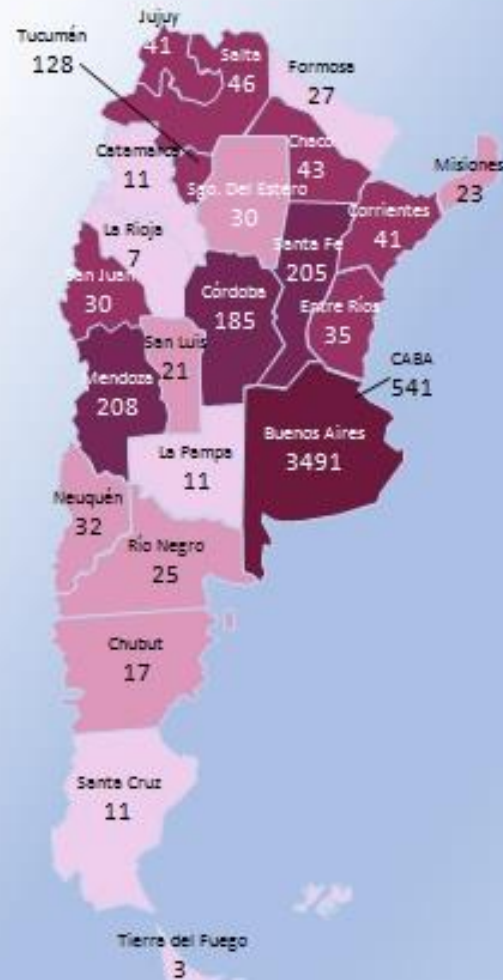 Jujuy
41
Tucumán
128
Salta
46
Formosa
27
Catamarca
11
Chaco
43
Misiones
23
Sgo. Del Estero
30
Corrientes
41
La Rioja
7
Santa Fe
205
San Juan
30
Córdoba
185
Entre Ríos
35
San Luis
21
CABA
541
Mendoza
208
Buenos Aires
3491
La Pampa
11
Neuquén
32
Río Negro
25
Chubut
17
Santa Cruz
11
Tierra del Fuego
3